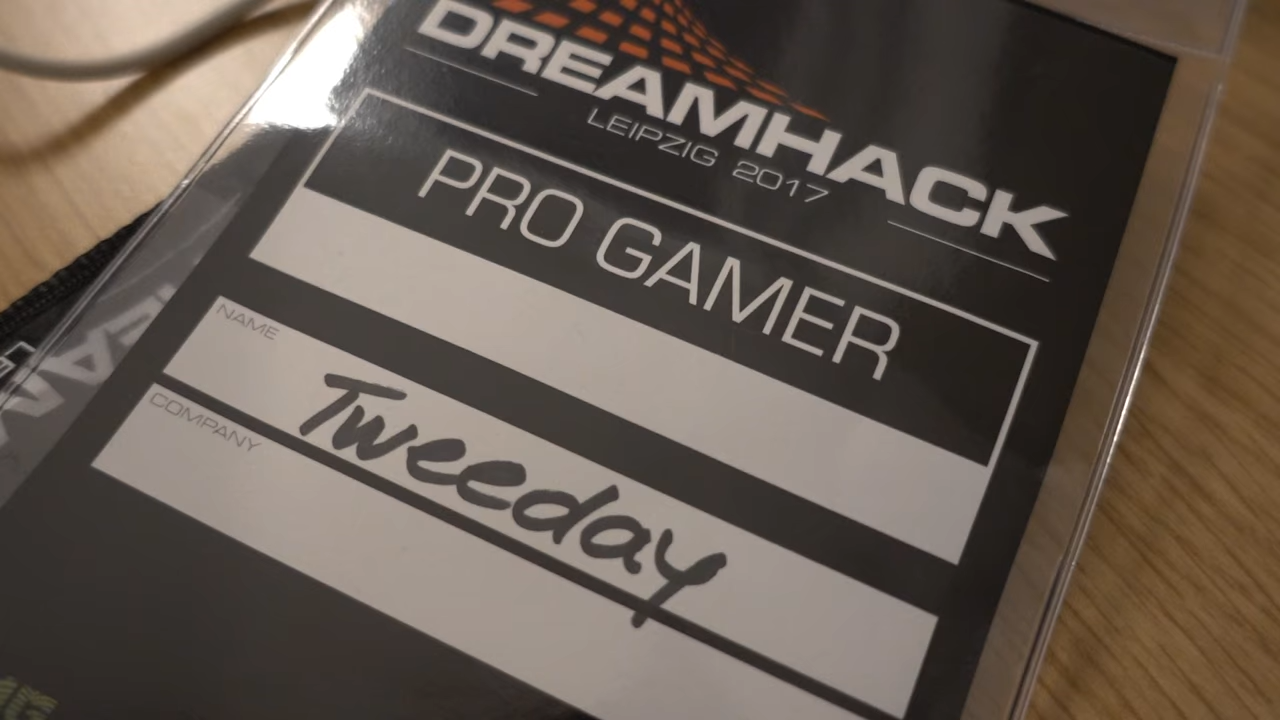 DREAMHACK
LEIPZIG 2017
PRO GAMER
NAME
Tweeday
COMPANY